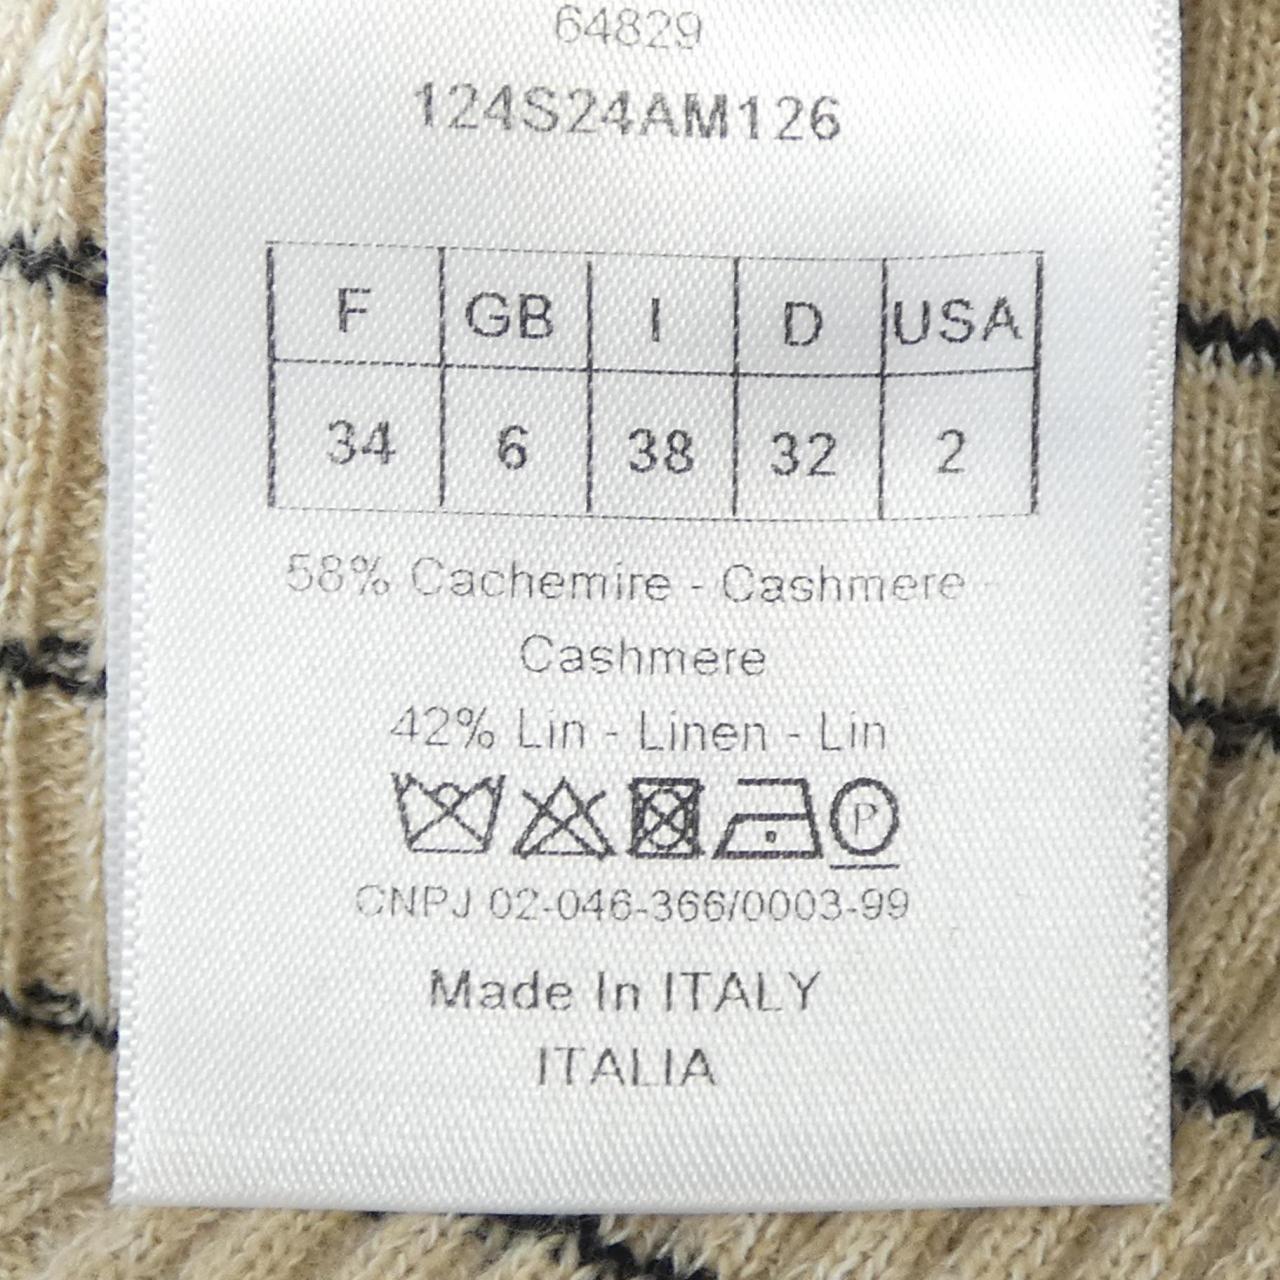 64829
124S24AM126
F GB I D USA
34 6 38 32 2
58% Cachemire - Cashmere
Cashmere
42% Lin - Linen - Lin
P
CNPJ 02-046-366/0003-99
Made In ITALY
ITALIA